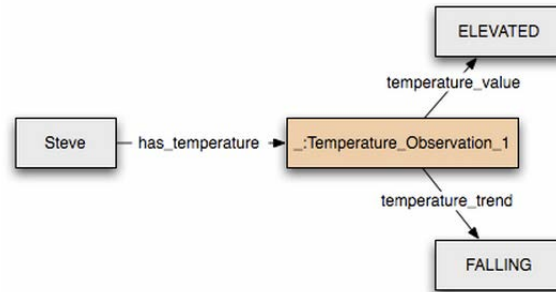 ELEVATED
temperature_value
Steve
has_temperature
_:Temperature_Observation_1
temperature_trend
FALLING